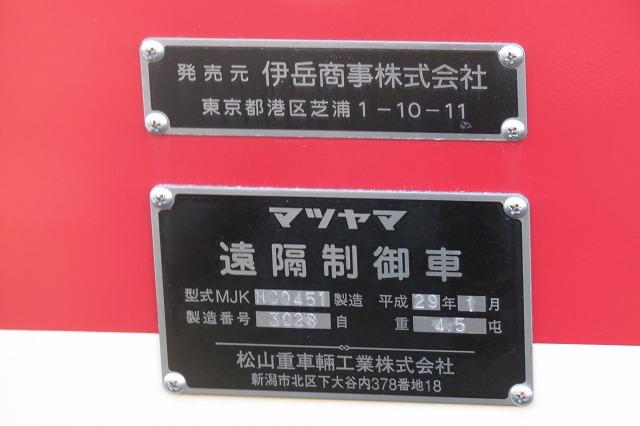 発売元 伊岳商事株式会社
東京都港区芝浦1-10-11
マツヤマ
遠隔制御車
型式MJK 製造 平成29年1月
製造番号 3028 自重 4.5屯
松山重車輌工業株式会社
新潟市北区下大谷内378番地18